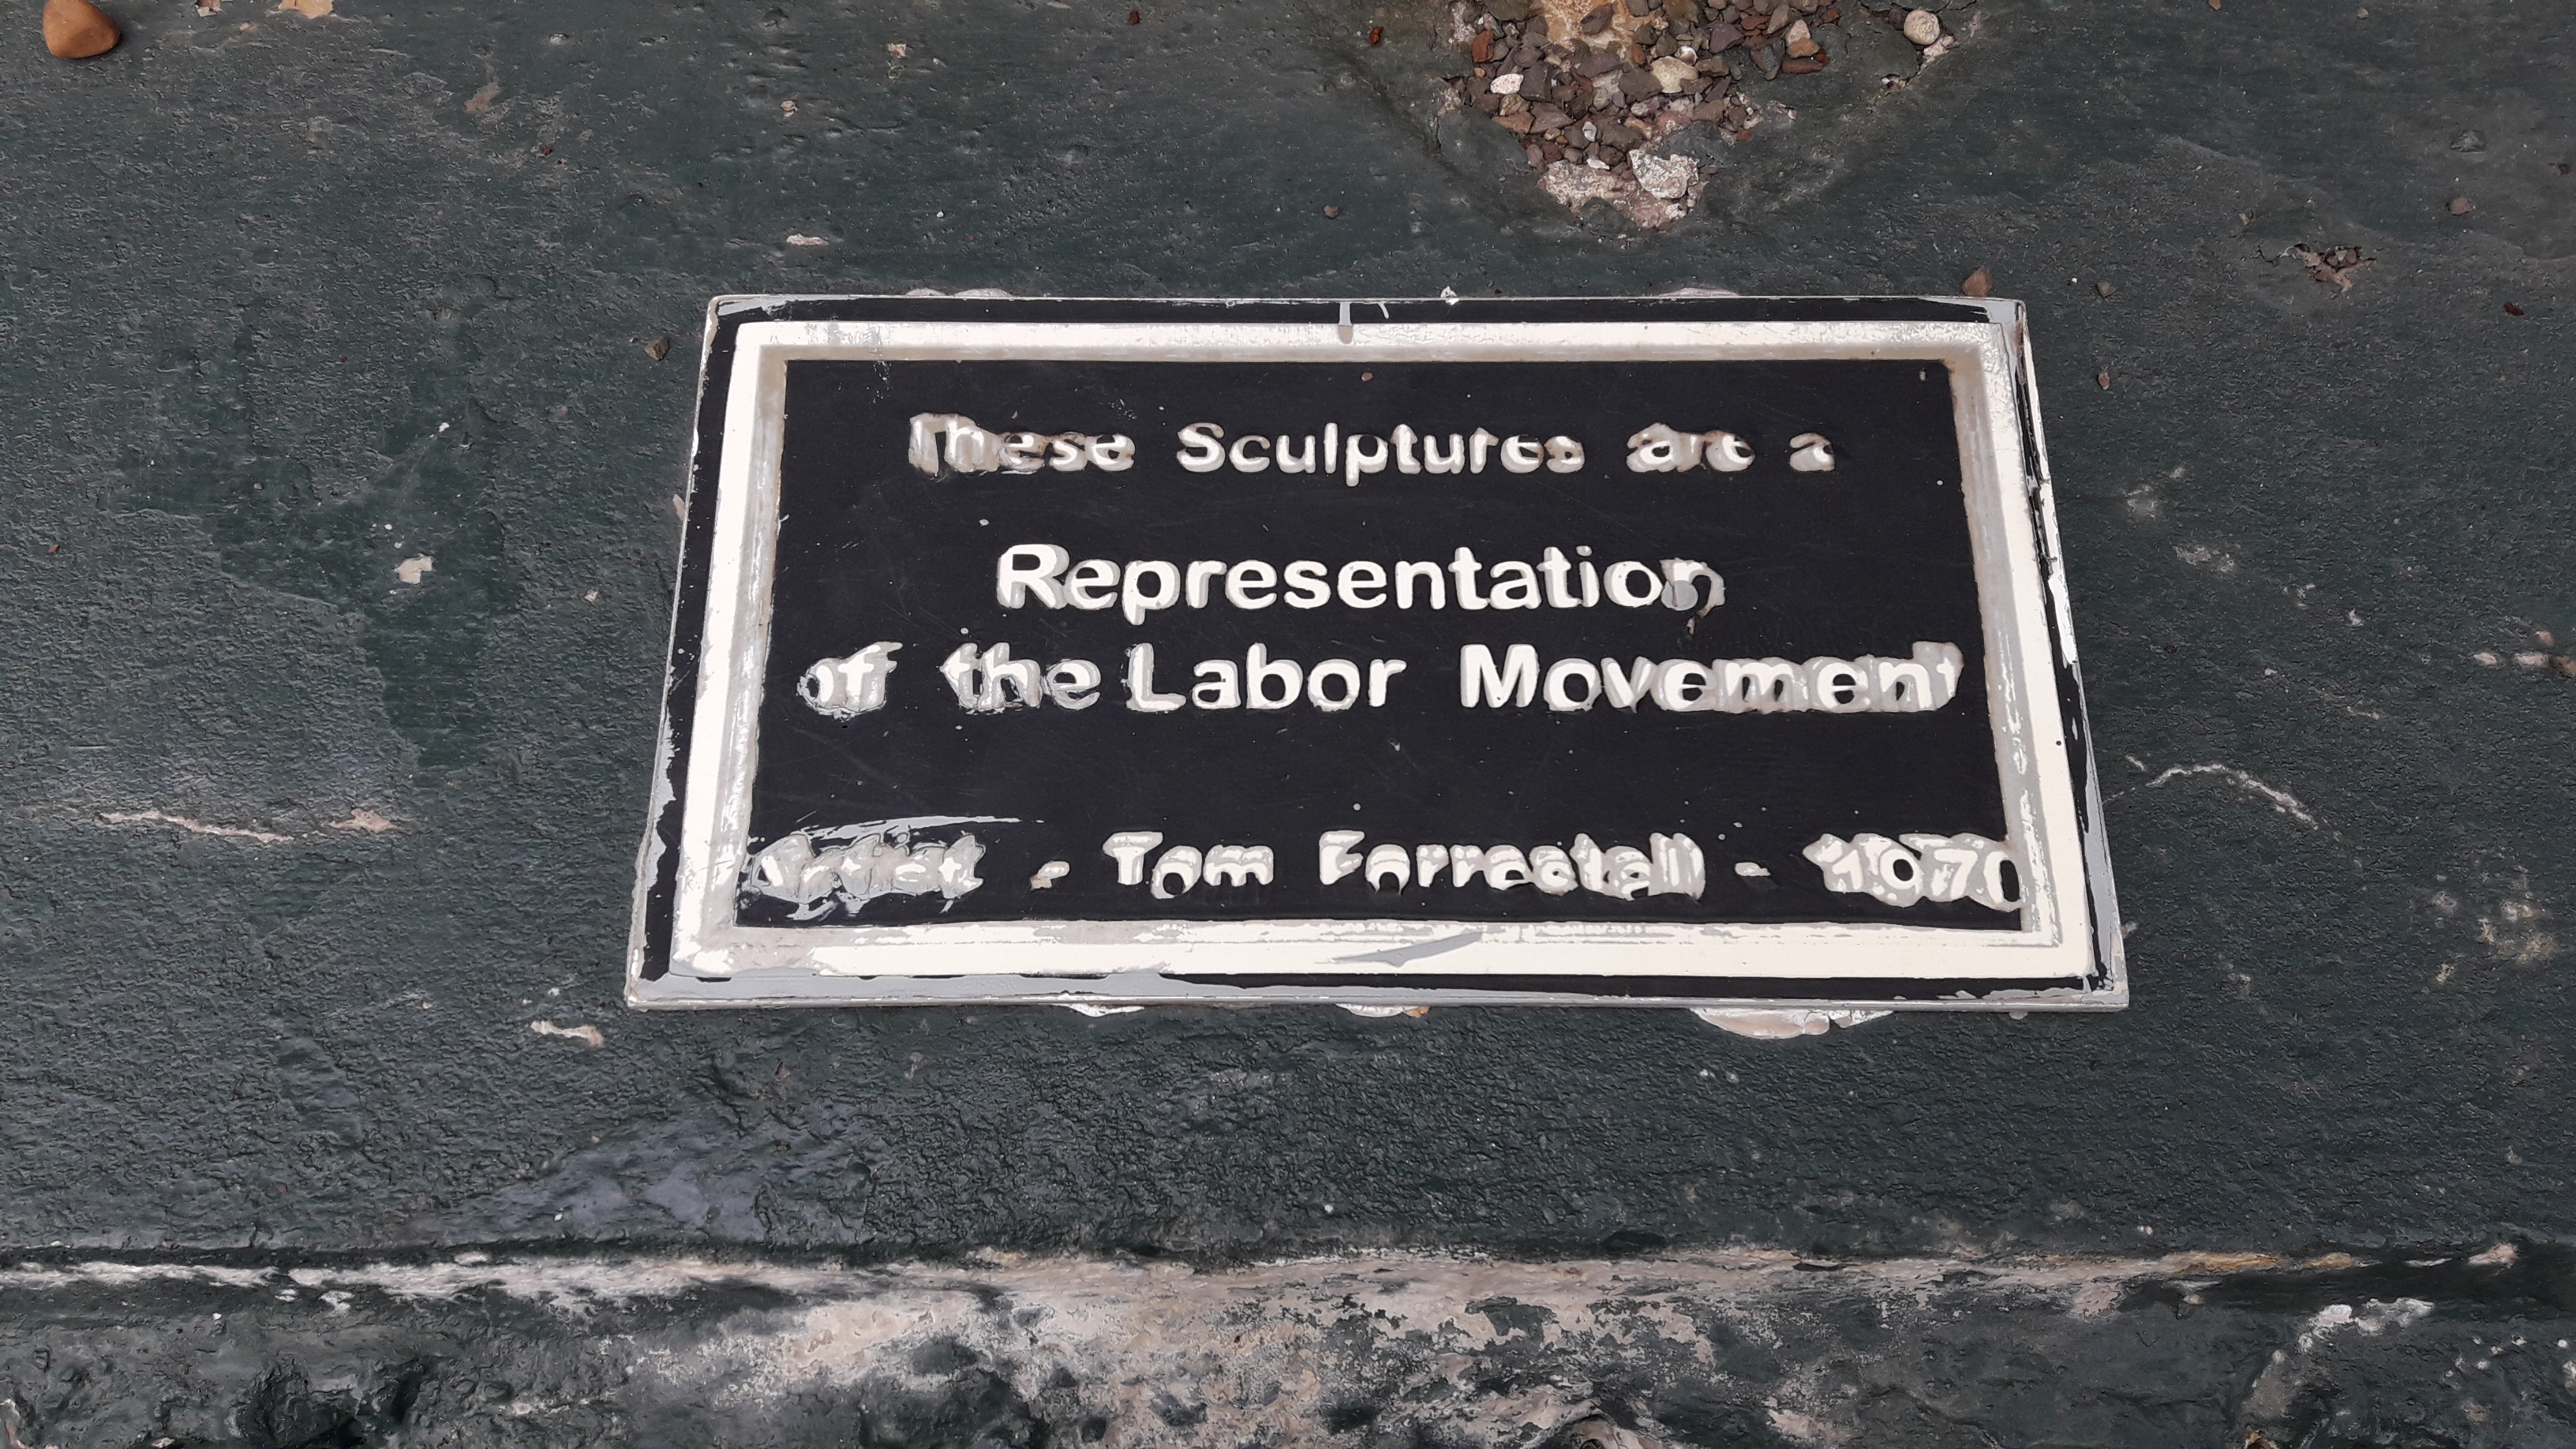 These Sculptures are a
Representation
of the Labor Movement
Artist - Tom Forrestall - 1970